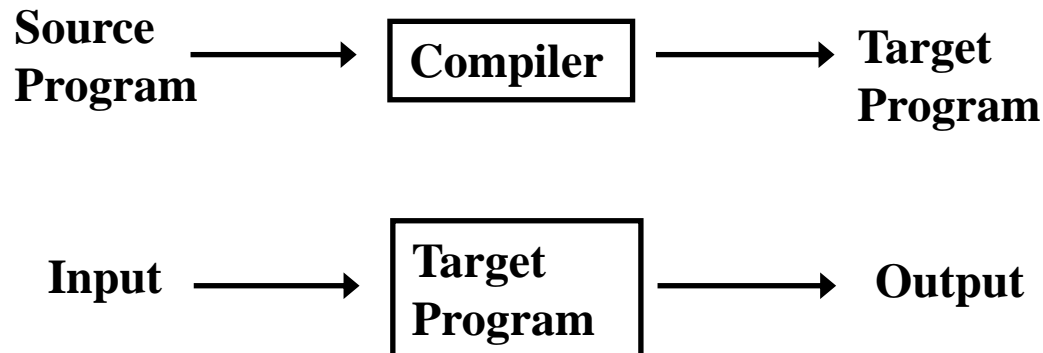 Source
Program
Compiler
Target
Program
Input
Target
Program
Output